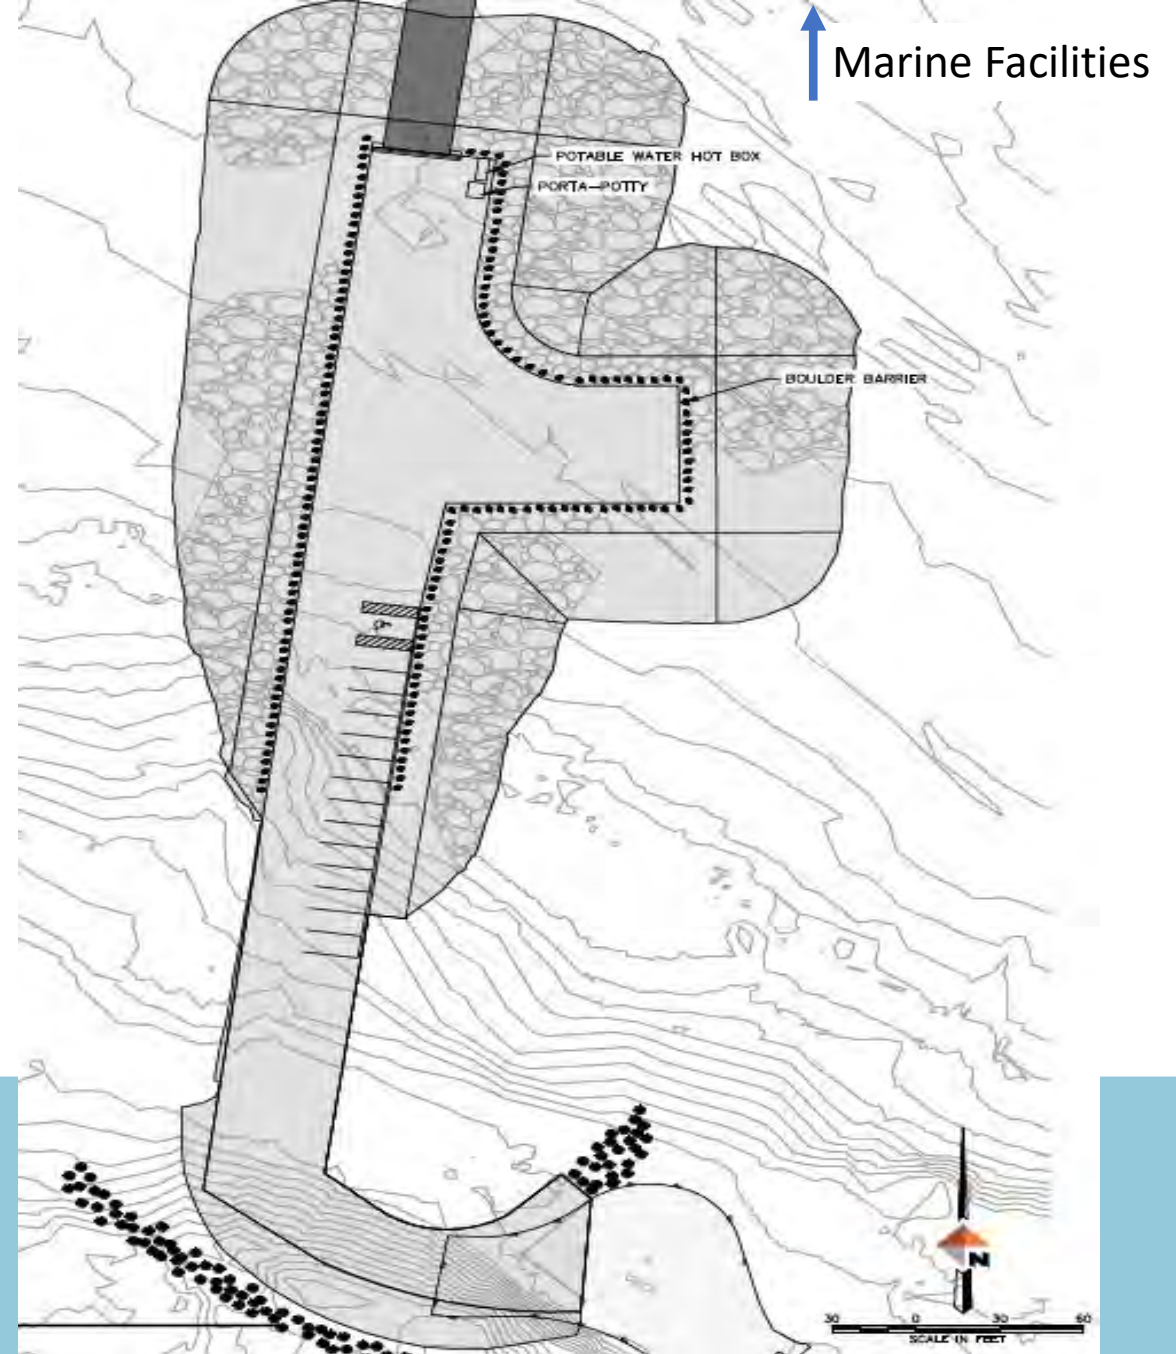 Marine Facilities
POTABLE WATER HOT BOX
PORTA-POTTY
BOULDER BARRIER
N
30 0 30 60
SCALE IN FEET